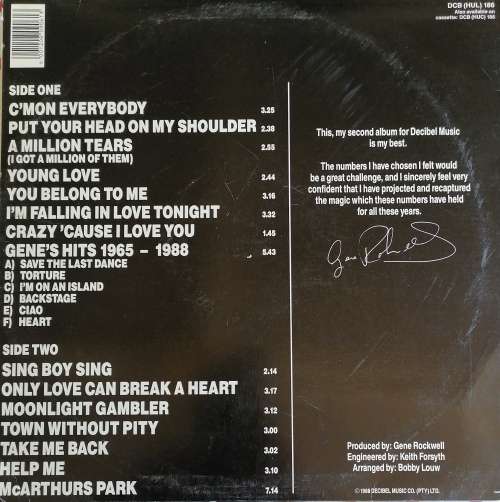 DCB (HUL) 186
Also available on
cassette: DCB (HUC) 186
SIDE ONE
C'MON EVERYBODY 3.25
PUT YOUR HEAD ON MY SHOULDER 2.38
A MILLION TEARS 2.55
(I GOT A MILLION OF THEM)
YOUNG LOVE 2.44
YOU BELONG TO ME 3.16
I'M FALLING IN LOVE TONIGHT 3.32
CRAZY 'CAUSE I LOVE YOU 1.45
GENE'S HITS 1965 – 1988 5.43
A) SAVE THE LAST DANCE
B) TORTURE
C) I'M ON AN ISLAND
D) BACKSTAGE
E) CIAO
F) HEART
SIDE TWO
SING BOY SING 2.14
ONLY LOVE CAN BREAK A HEART 3.17
MOONLIGHT GAMBLER 3.12
TOWN WITHOUT PITY 3.00
TAKE ME BACK 3.02
HELP ME 3.10
McARTHURS PARK 7.14
This, my second album for Decibel Music
is my best.
The numbers I have chosen I felt would
be a great challenge, and I sincerely feel very
confident that I have projected and recaptured
the magic which these numbers have held
for all these years.
Gene Rockwell
Produced by: Gene Rockwell
Engineered by: Keith Forsyth
Arranged by: Bobby Louw
© 1988 DECIBEL MUSIC CO. (PTY) LTD.